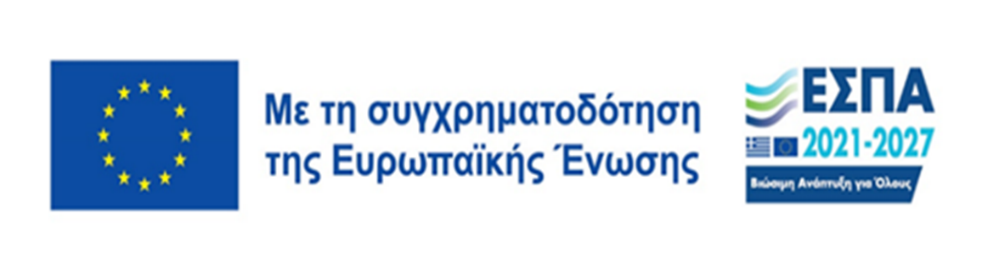 Με τη συγχρηματοδότηση
της Ευρωπαϊκής Ένωσης
ΕΣΠΑ
2021-2027
Βιώσιμη Ανάπτυξη για Όλους